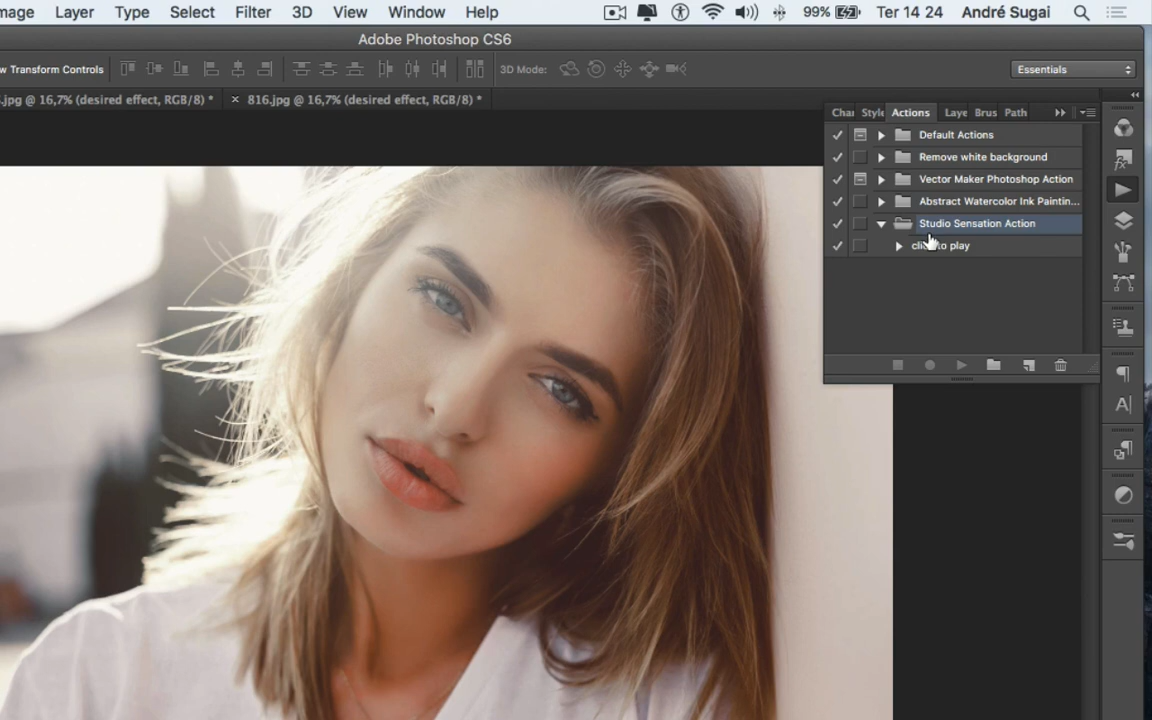 mage Layer Type Select Filter 3D View Window Help 99% Ter 14 24 André Sugai
Adobe Photoshop CS6
w Transform Controls 3D Mode: Essentials
.jpg @ 16,7% (desired effect, RGB/8) * × 816.jpg @ 16,7% (desired effect, RGB/8) *
Char Style Actions Laye Brus Path
Default Actions
Remove white background
Vector Maker Photoshop Action
Abstract Watercolor Ink Paintin...
Studio Sensation Action
click to play